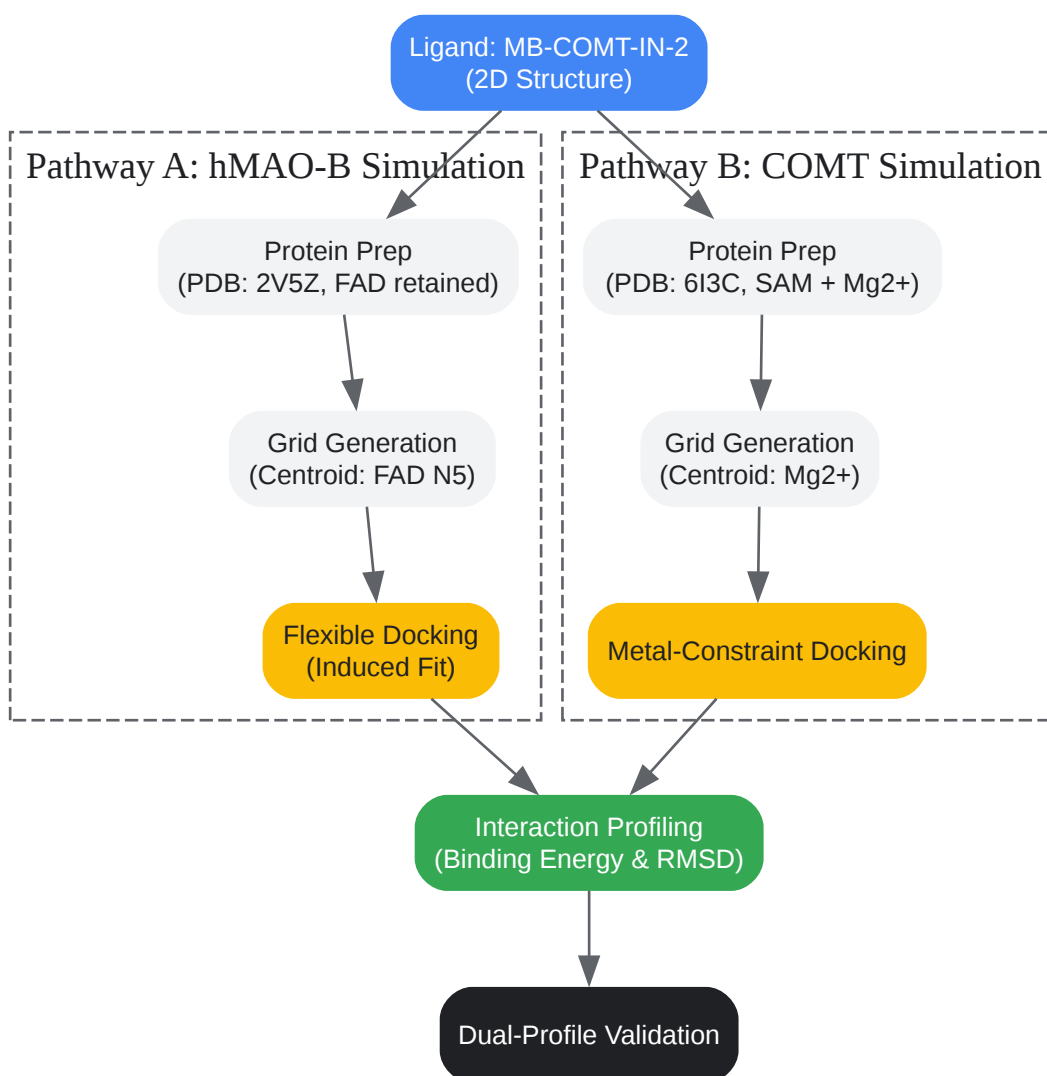 Ligand: MB-COMT-IN-2
(2D Structure)
Pathway A: hMAO-B Simulation
Pathway B: COMT Simulation
Protein Prep
(PDB: 2V5Z, FAD retained)
Protein Prep
(PDB: 6I3C, SAM + Mg2+)
Grid Generation
(Centroid: FAD N5)
Grid Generation
(Centroid: Mg2+)
Flexible Docking
(Induced Fit)
Metal-Constraint Docking
Interaction Profiling
(Binding Energy & RMSD)
Dual-Profile Validation